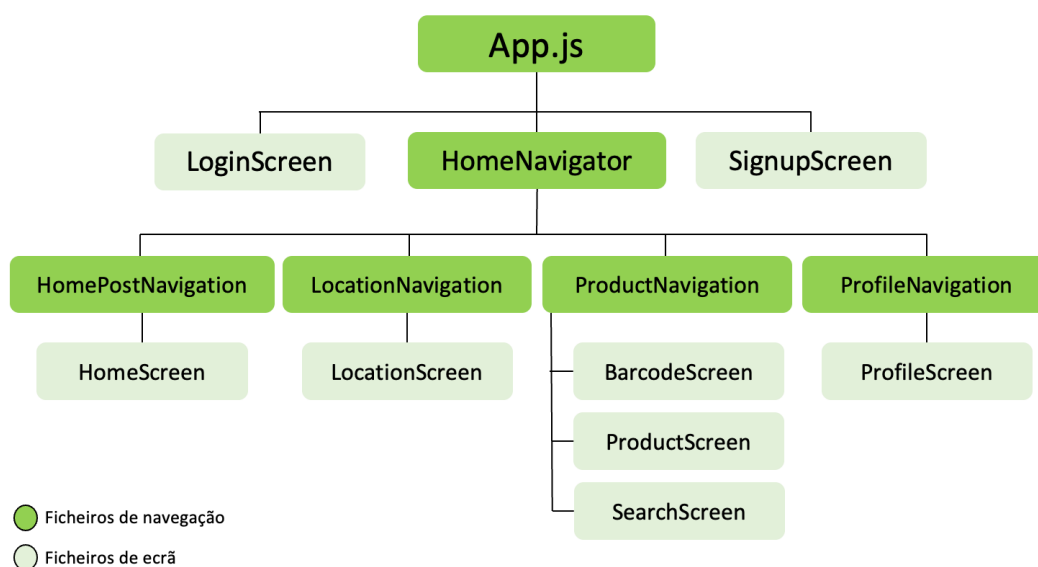 App.js
LoginScreen
HomeNavigator
SignupScreen
HomePostNavigation
LocationNavigation
ProductNavigation
ProfileNavigation
HomeScreen
LocationScreen
BarcodeScreen
ProfileScreen
ProductScreen
SearchScreen
Ficheiros de navegação
Ficheiros de ecrã